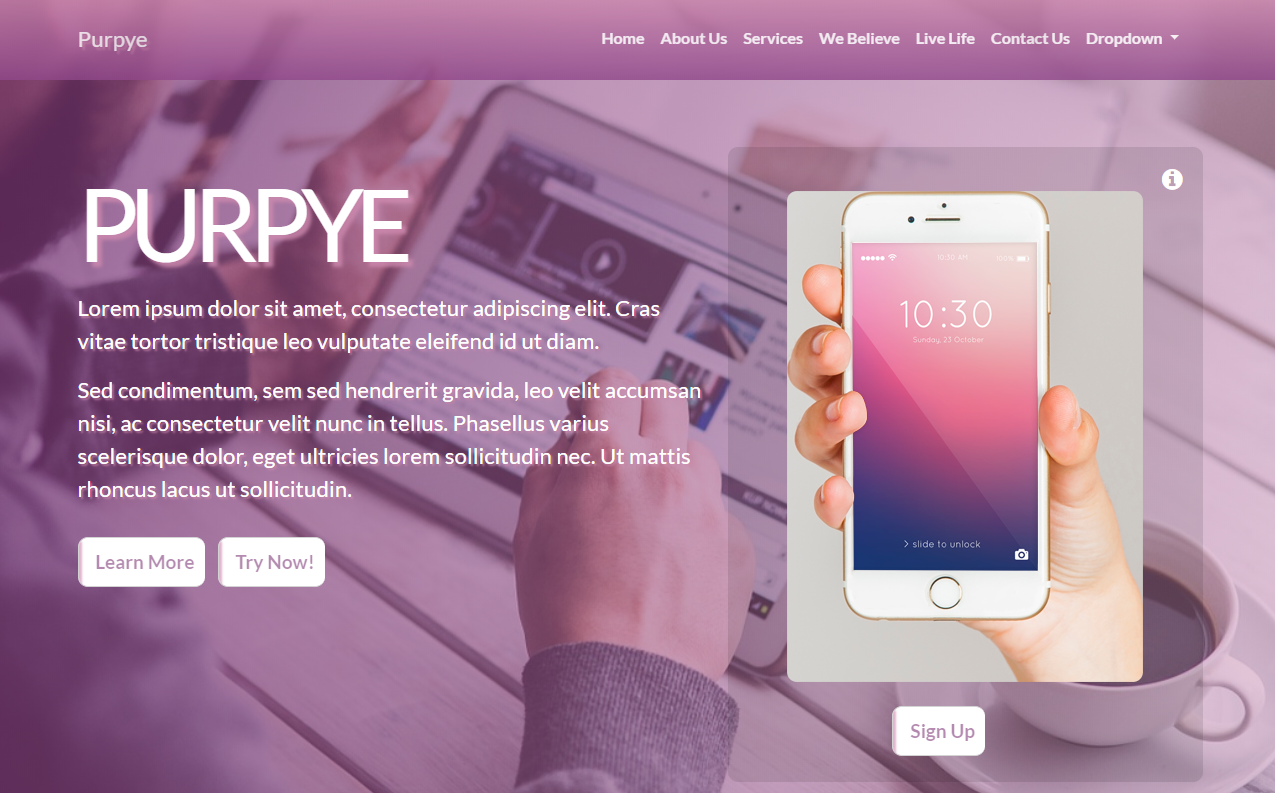 Purpye
Home About Us Services We Believe Live Life Contact Us Dropdown
PURPYE
Lorem ipsum dolor sit amet, consectetur adipiscing elit. Cras
vitae tortor tristique leo vulputate eleifend id ut diam.
Sed condimentum, sem sed hendrerit gravida, leo velit accumsan
nisi, ac consectetur velit nunc in tellus. Phasellus varius
scelerisque dolor, eget ultricies lorem sollicitudin nec. Ut mattis
rhoncus lacus ut sollicitudin.
Learn More Try Now!
10:30 AM 100%
10:30
Sunday, 23 October
> slide to unlock
Sign Up